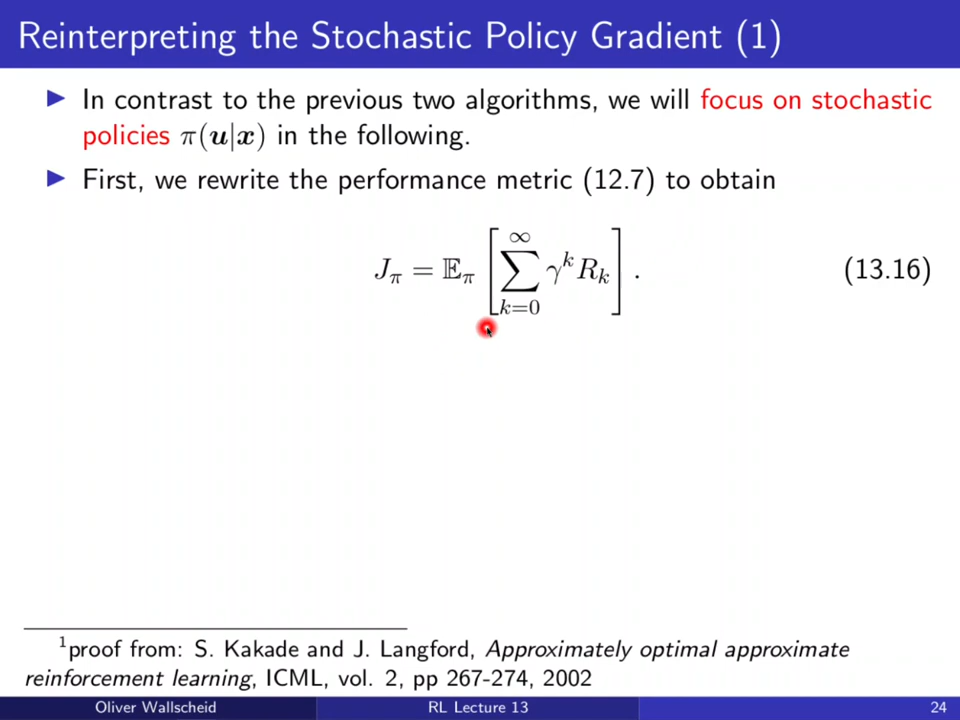 Reinterpreting the Stochastic Policy Gradient (1)
▶ In contrast to the previous two algorithms, we will focus on stochastic
policies π(u|x) in the following.
▶ First, we rewrite the performance metric (12.7) to obtain
J_π = 𝔼_π [∑_{k=0}^{∞} γ^k R_k] . (13.16)
¹proof from: S. Kakade and J. Langford, Approximately optimal approximate
reinforcement learning, ICML, vol. 2, pp 267-274, 2002
Oliver Wallscheid RL Lecture 13 24